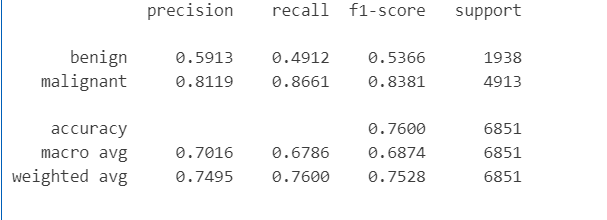 precision recall f1-score support
benign 0.5913 0.4912 0.5366 1938
malignant 0.8119 0.8661 0.8381 4913
accuracy 0.7600 6851
macro avg 0.7016 0.6786 0.6874 6851
weighted avg 0.7495 0.7600 0.7528 6851